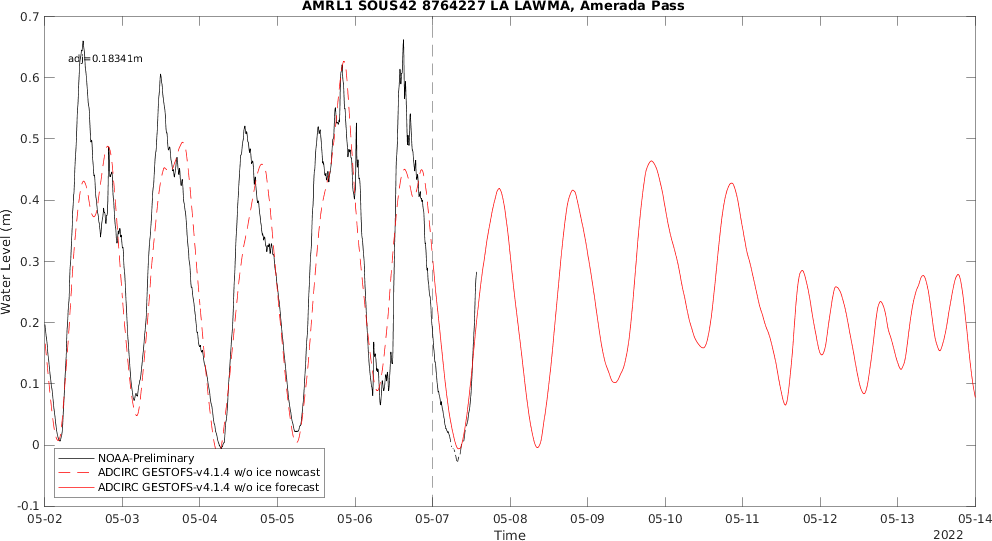 AMRL1 SOUS42 8764227 LA LAWMA, Amerada Pass
adj=0.18341m
Water Level (m)
0.7
0.6
0.5
0.4
0.3
0.2
0.1
0
-0.1
NOAA-Preliminary
ADCIRC GESTOFS-v4.1.4 w/o ice nowcast
ADCIRC GESTOFS-v4.1.4 w/o ice forecast
05-02 05-03 05-04 05-05 05-06 05-07 05-08 05-09 05-10 05-11 05-12 05-13 05-14
Time
2022